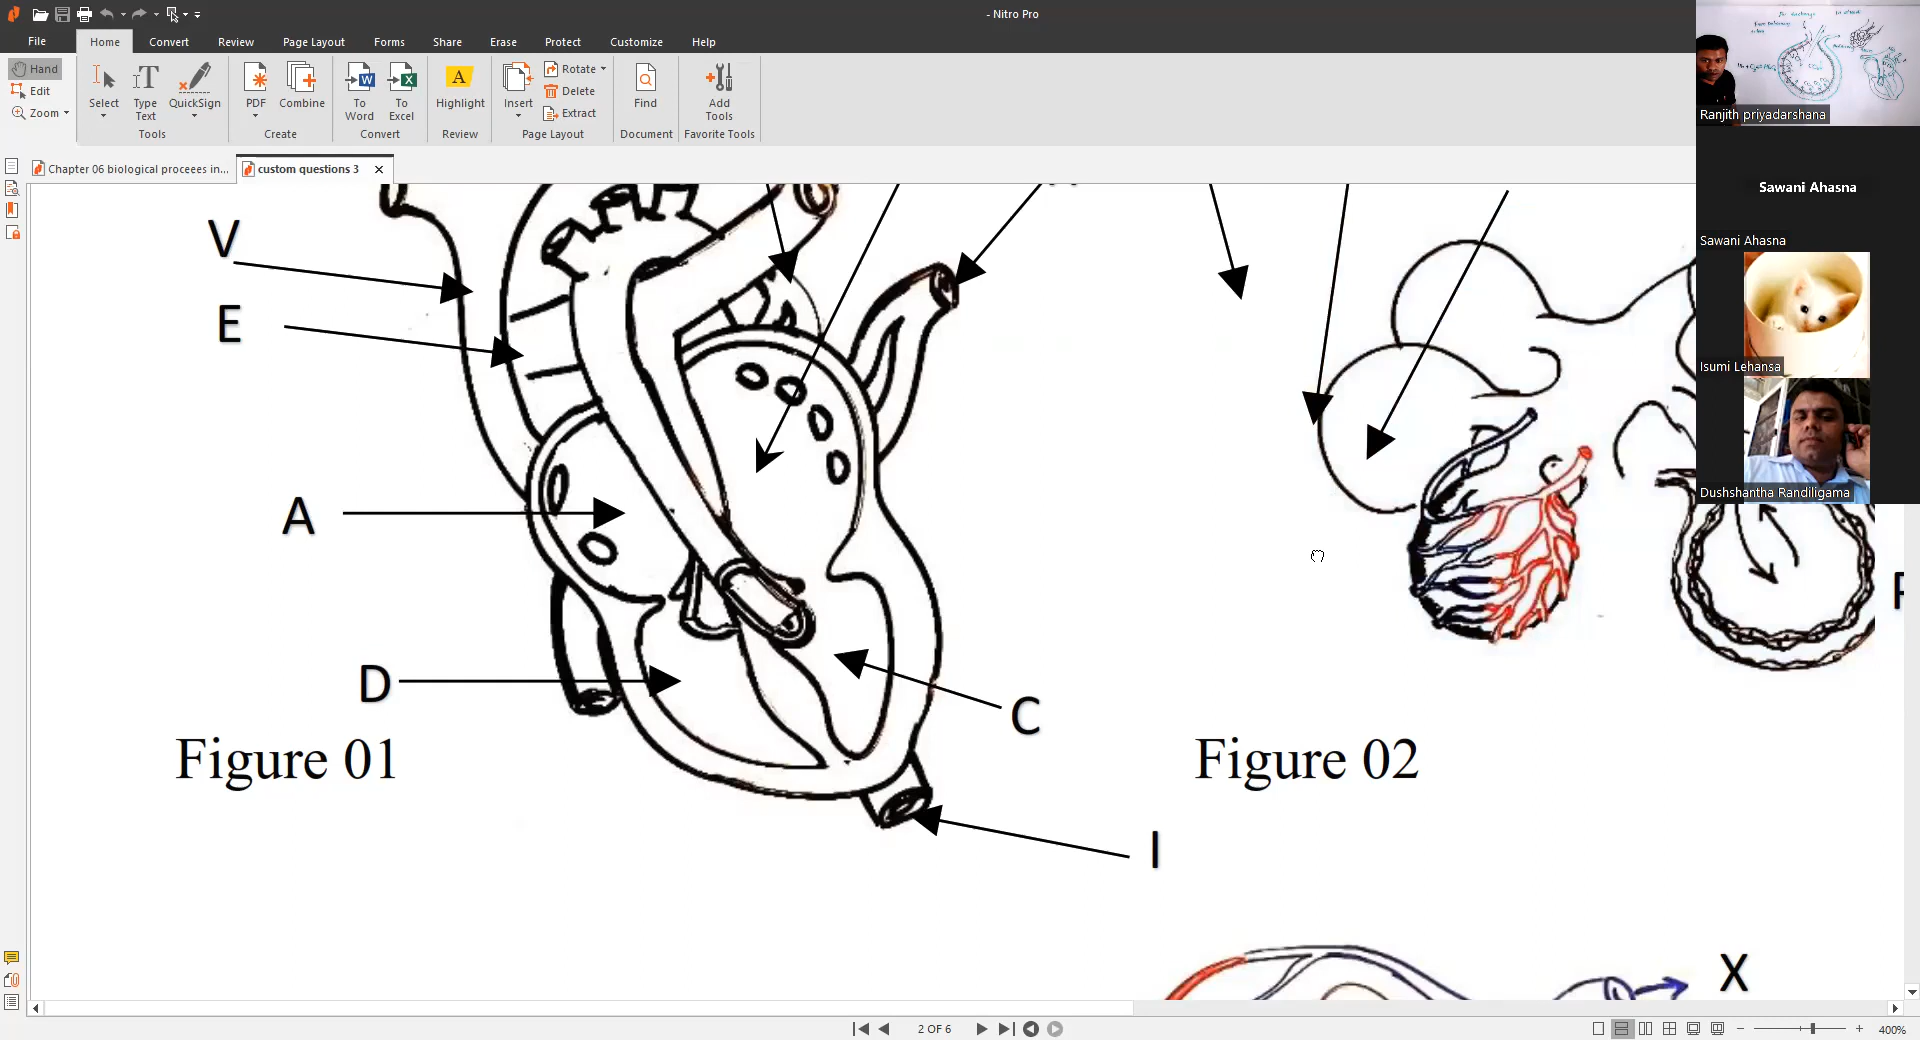 - Nitro Pro
File
Home
Convert
Review
Page Layout
Forms
Share
Erase
Protect
Customize
Help
Hand
Edit
Zoom
Select
Type Text
QuickSign
Tools
PDF
Combine
Create
To Word
To Excel
Convert
Highlight
Review
Insert
Rotate
Delete
Extract
Page Layout
Find
Document
Add Tools
Favorite Tools
Chapter 06 biological proceees in...
custom questions 3
Ranjith priyadarshana
Sawani Ahasna
Sawani Ahasna
Isumi Lehansa
Dushshantha Randiligama
V
E
A
D
C
I
Figure 01
Figure 02
X
2 OF 6
400%